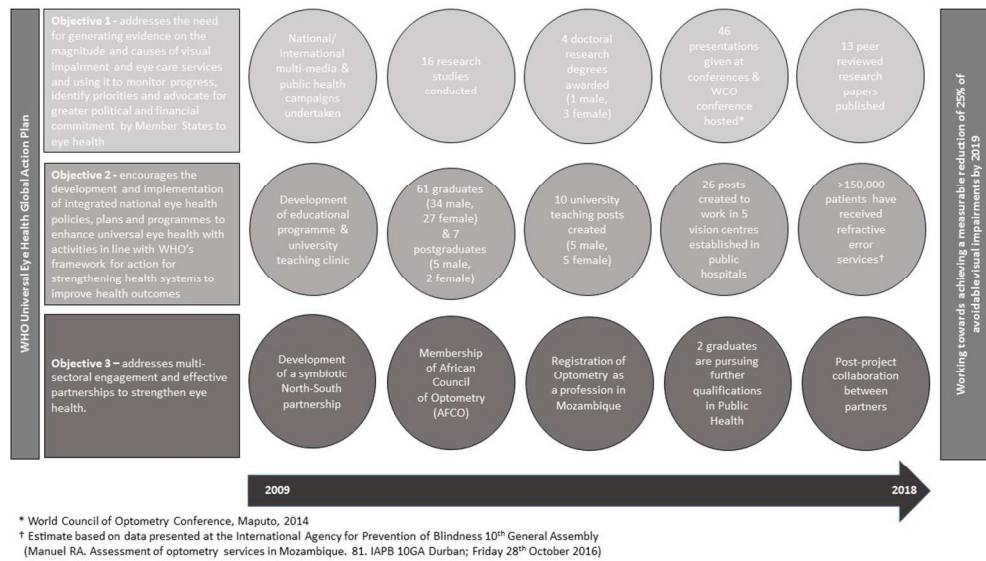 WHO Universal Eye Health Global Action Plan
Objective 1 - addresses the need
for generating evidence on the
magnitude and causes of visual
impairment and eye care services
and using it to monitor progress,
identify priorities and advocate for
greater political and financial
commitment by Member States to
eye health
National/
international
multi-media &
public health
campaigns
undertaken
16 research
studies
conducted
4 doctoral
research
degrees
awarded
(1 male,
3 female)
46
presentations
given at
conferences &
WCO
conference
hosted*
13 peer
reviewed
research
papers
published
Objective 2 - encourages the
development and implementation
of integrated national eye health
policies, plans and programmes to
enhance universal eye health with
activities in line with WHO's
framework for action for
strengthening health systems to
improve health outcomes
Development
of educational
programme &
university
teaching clinic
61 graduates
(34 male,
27 female)
& 7
postgraduates
(5 male,
2 female)
10 university
teaching posts
created
(5 male,
5 female)
26 posts
created to
work in 5
vision centres
established in
public
hospitals
>150,000
patients have
received
refractive
error
services†
Objective 3 – addresses multi-
sectoral engagement and effective
partnerships to strengthen eye
health.
Development
of a symbiotic
North-South
partnership
Membership
of African
Council
of Optometry
(AFCO)
Registration of
Optometry as
a profession in
Mozambique
2 graduates
are pursuing
further
qualifications
in Public
Health
Post-project
collaboration
between
partners
Working towards achieving a measurable reduction of 25% of
avoidable visual impairments by 2019
2009
2018
* World Council of Optometry Conference, Maputo, 2014
† Estimate based on data presented at the International Agency for Prevention of Blindness 10th General Assembly
(Manuel RA. Assessment of optometry services in Mozambique. 81. IAPB 10GA Durban; Friday 28th October 2016)